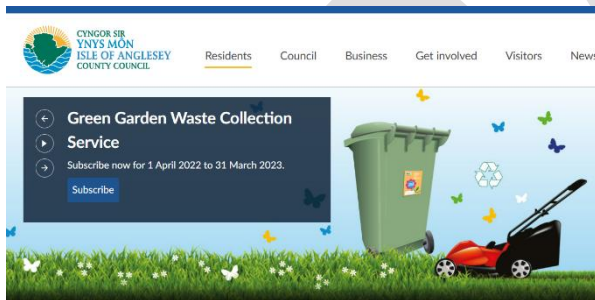 CYNGOR SIR
YNYS MÔN
ISLE OF ANGLESEY
COUNTY COUNCIL
Residents Council Business Get involved Visitors News
Green Garden Waste Collection
Service
Subscribe now for 1 April 2022 to 31 March 2023.
Subscribe